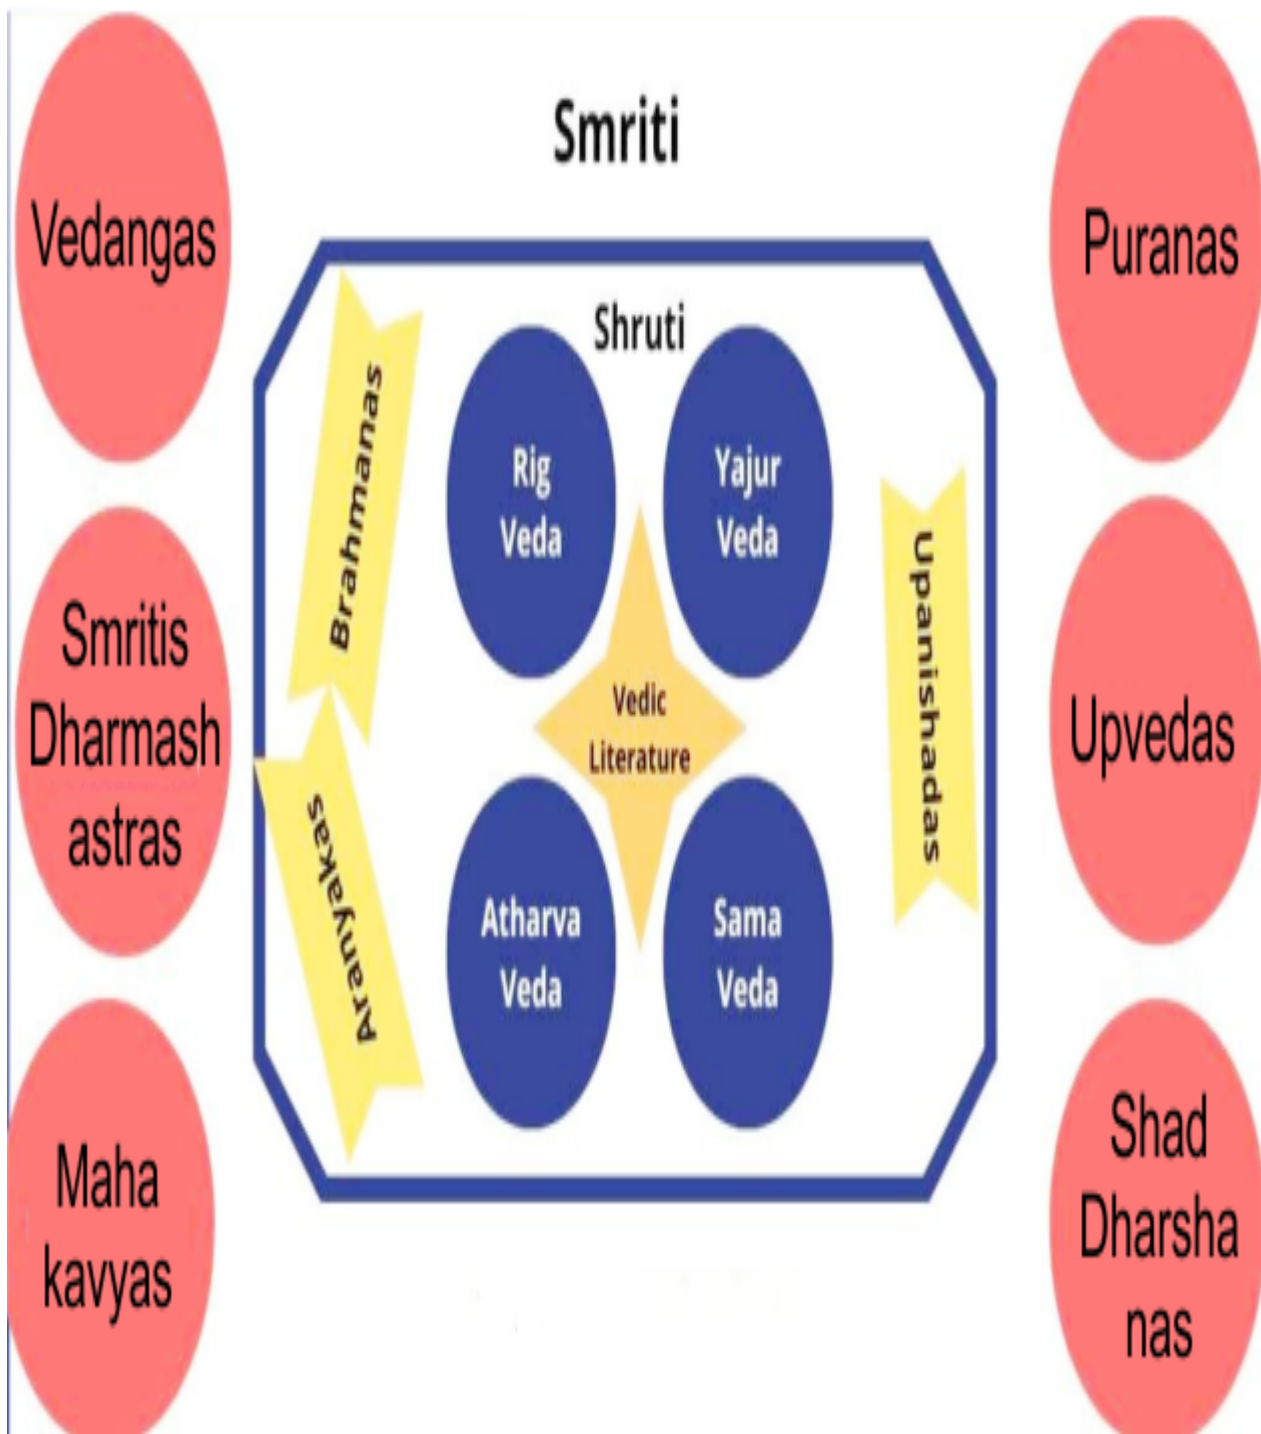 Smriti
Vedangas
Puranas
Shruti
Brahmanas
Rig
Veda
Yajur
Veda
Upanishadas
Smritis
Dharmash
astras
Vedic
Literature
Upvedas
Aranyakas
Atharva
Veda
Sama
Veda
Maha
kavyas
Shad
Dharsha
nas